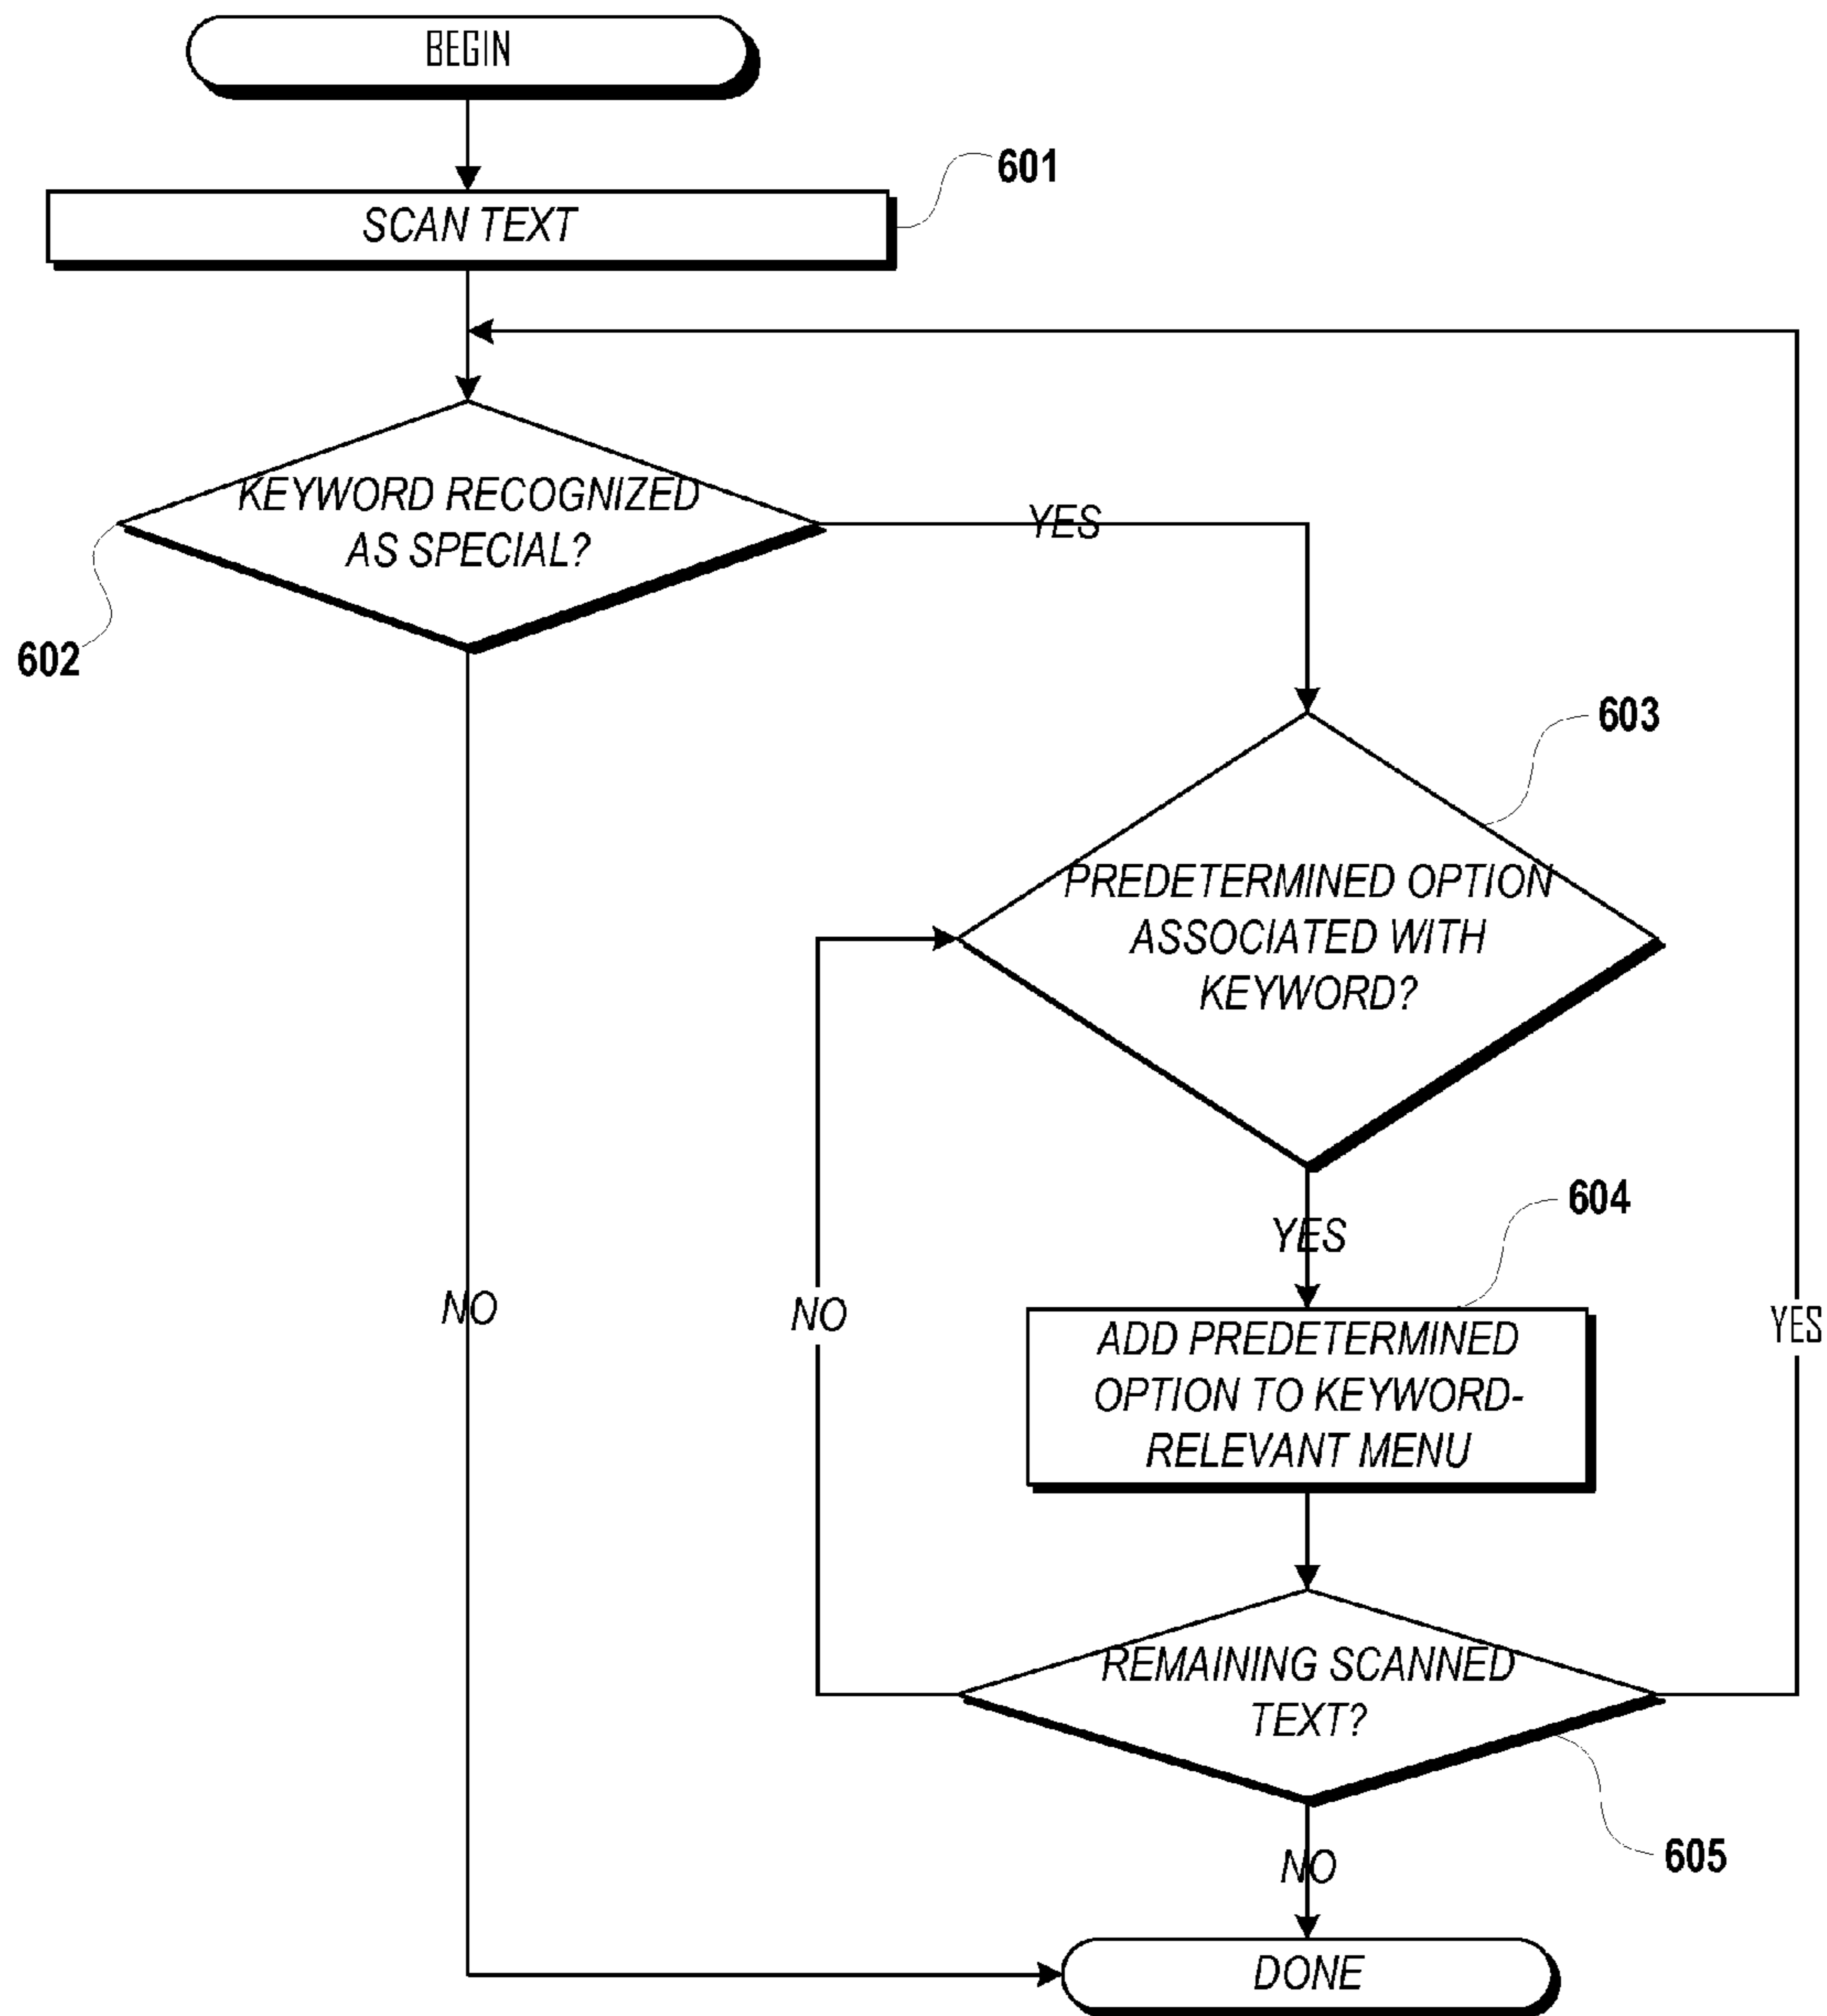 BEGIN
601
SCAN TEXT
KEYWORD RECOGNIZED
AS SPECIAL?
YES
602
603
PREDETERMINED OPTION
ASSOCIATED WITH
KEYWORD?
604
YES
NO
NO
YES
ADD PREDETERMINED
OPTION TO KEYWORD-
RELEVANT MENU
REMAINING SCANNED
TEXT?
605
NO
DONE